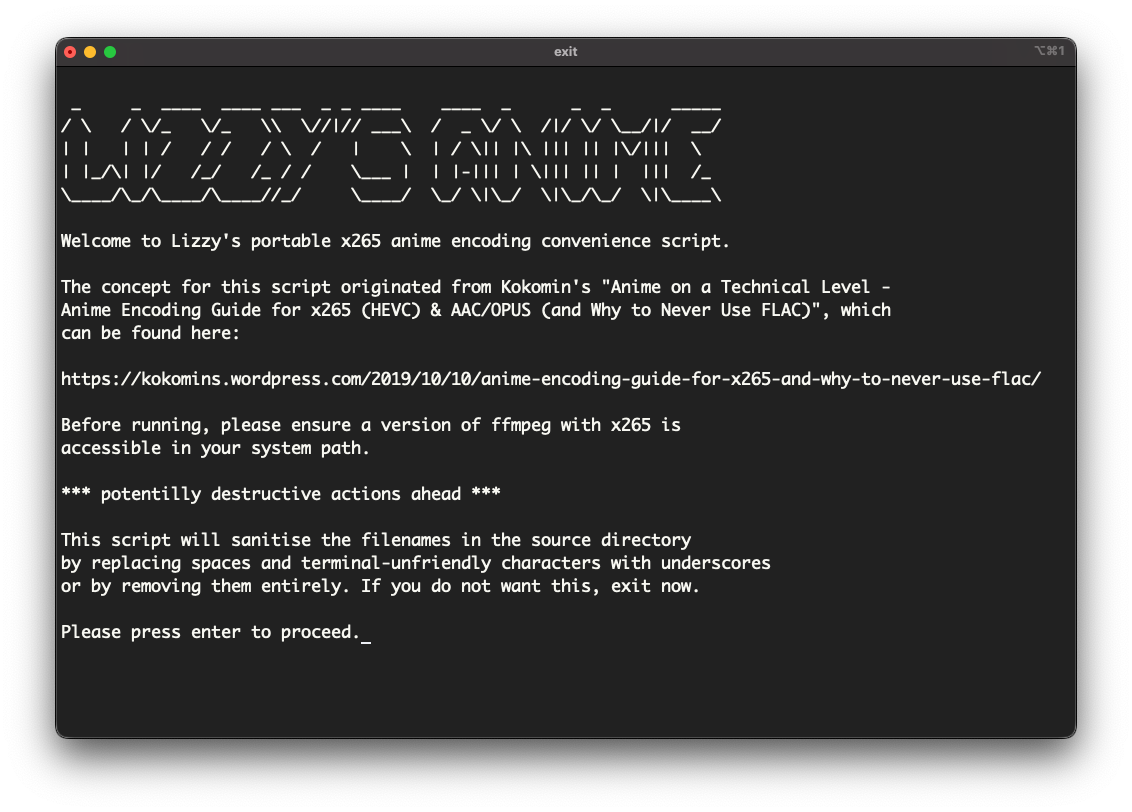 exit
⌥⌘1
LIZZY'S ANIME
Welcome to Lizzy's portable x265 anime encoding convenience script.
The concept for this script originated from Kokomin's "Anime on a Technical Level -
Anime Encoding Guide for x265 (HEVC) & AAC/OPUS (and Why to Never Use FLAC)", which
can be found here:
https://kokomins.wordpress.com/2019/10/10/anime-encoding-guide-for-x265-and-why-to-never-use-flac/
Before running, please ensure a version of ffmpeg with x265 is
accessible in your system path.
*** potentilly destructive actions ahead ***
This script will sanitise the filenames in the source directory
by replacing spaces and terminal-unfriendly characters with underscores
or by removing them entirely. If you do not want this, exit now.
Please press enter to proceed._